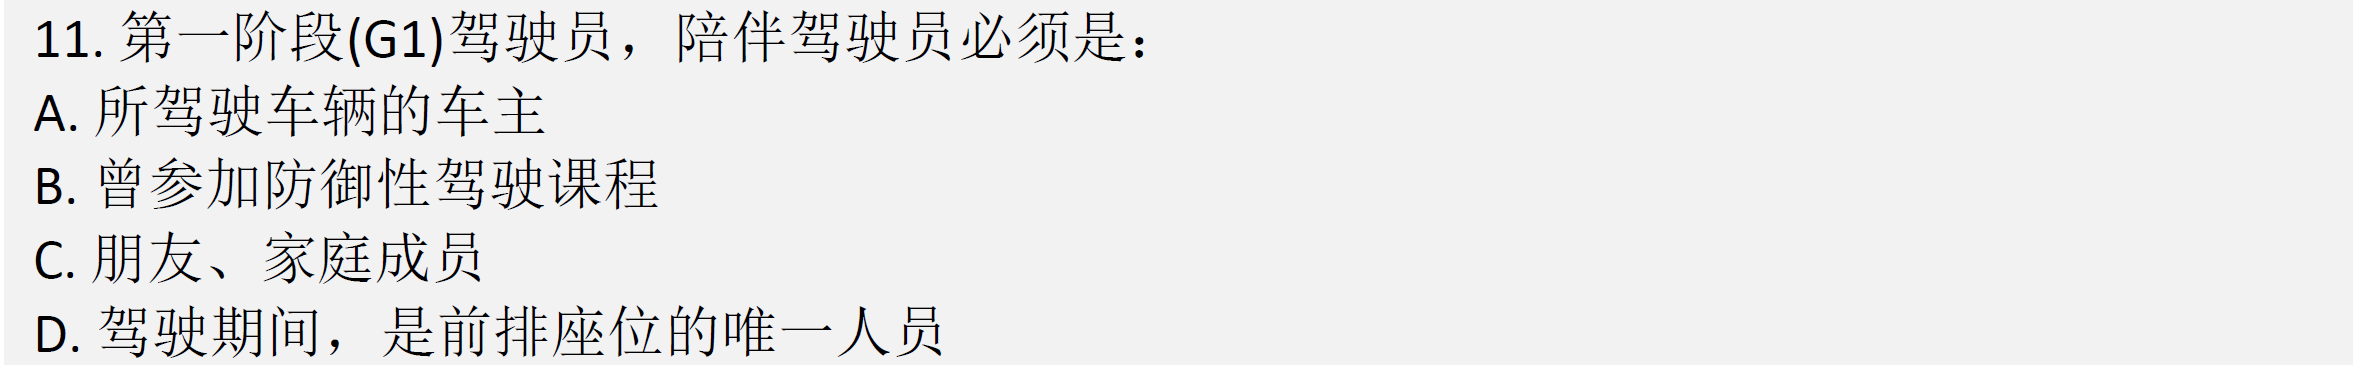 11. 第一阶段(G1)驾驶员，陪伴驾驶员必须是：
A. 所驾驶车辆的车主
B. 曾参加防御性驾驶课程
C. 朋友、家庭成员
D. 驾驶期间，是前排座位的唯一人员